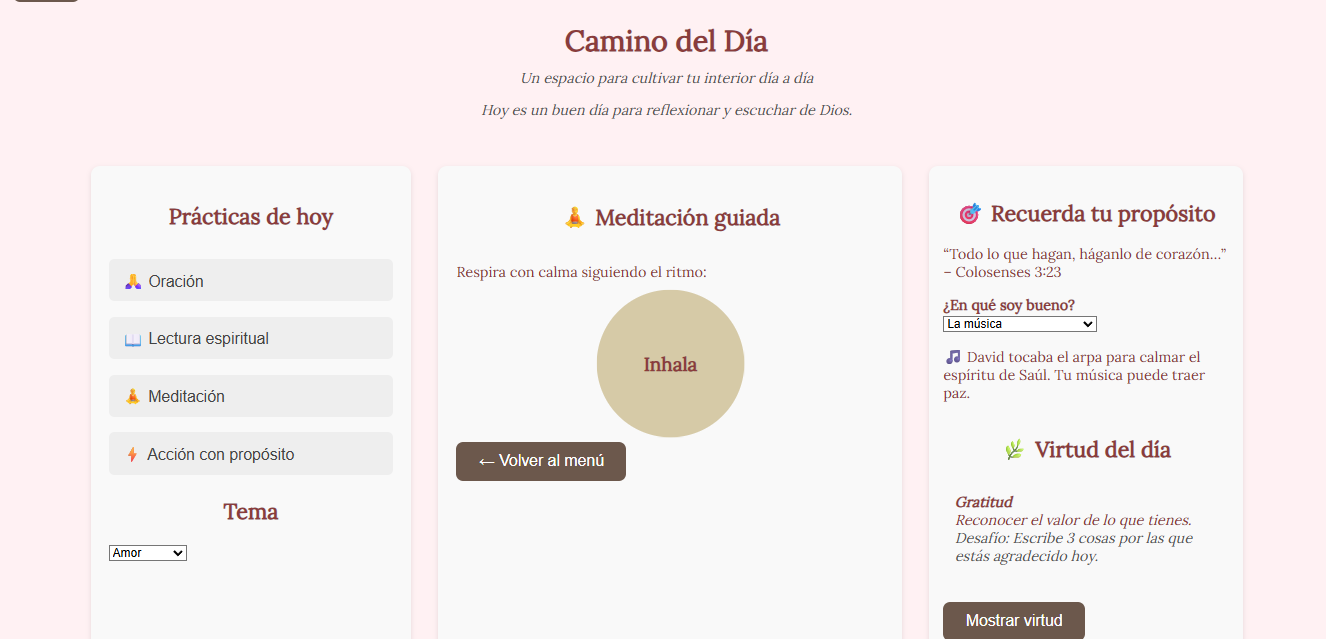 Camino del Día
Un espacio para cultivar tu interior día a día
Hoy es un buen día para reflexionar y escuchar de Dios.
Prácticas de hoy
🙏 Oración
📖 Lectura espiritual
🧘 Meditación
⚡ Acción con propósito
Tema
Amor
🧘 Meditación guiada
Respira con calma siguiendo el ritmo:
Inhala
← Volver al menú
🎯 Recuerda tu propósito
“Todo lo que hagan, háganlo de corazón...”
– Colosenses 3:23
¿En qué soy bueno?
La música
🎵 David tocaba el arpa para calmar el
espíritu de Saúl. Tu música puede traer
paz.
🌿 Virtud del día
Gratitud
Reconocer el valor de lo que tienes.
Desafío: Escribe 3 cosas por las que
estás agradecido hoy.
Mostrar virtud